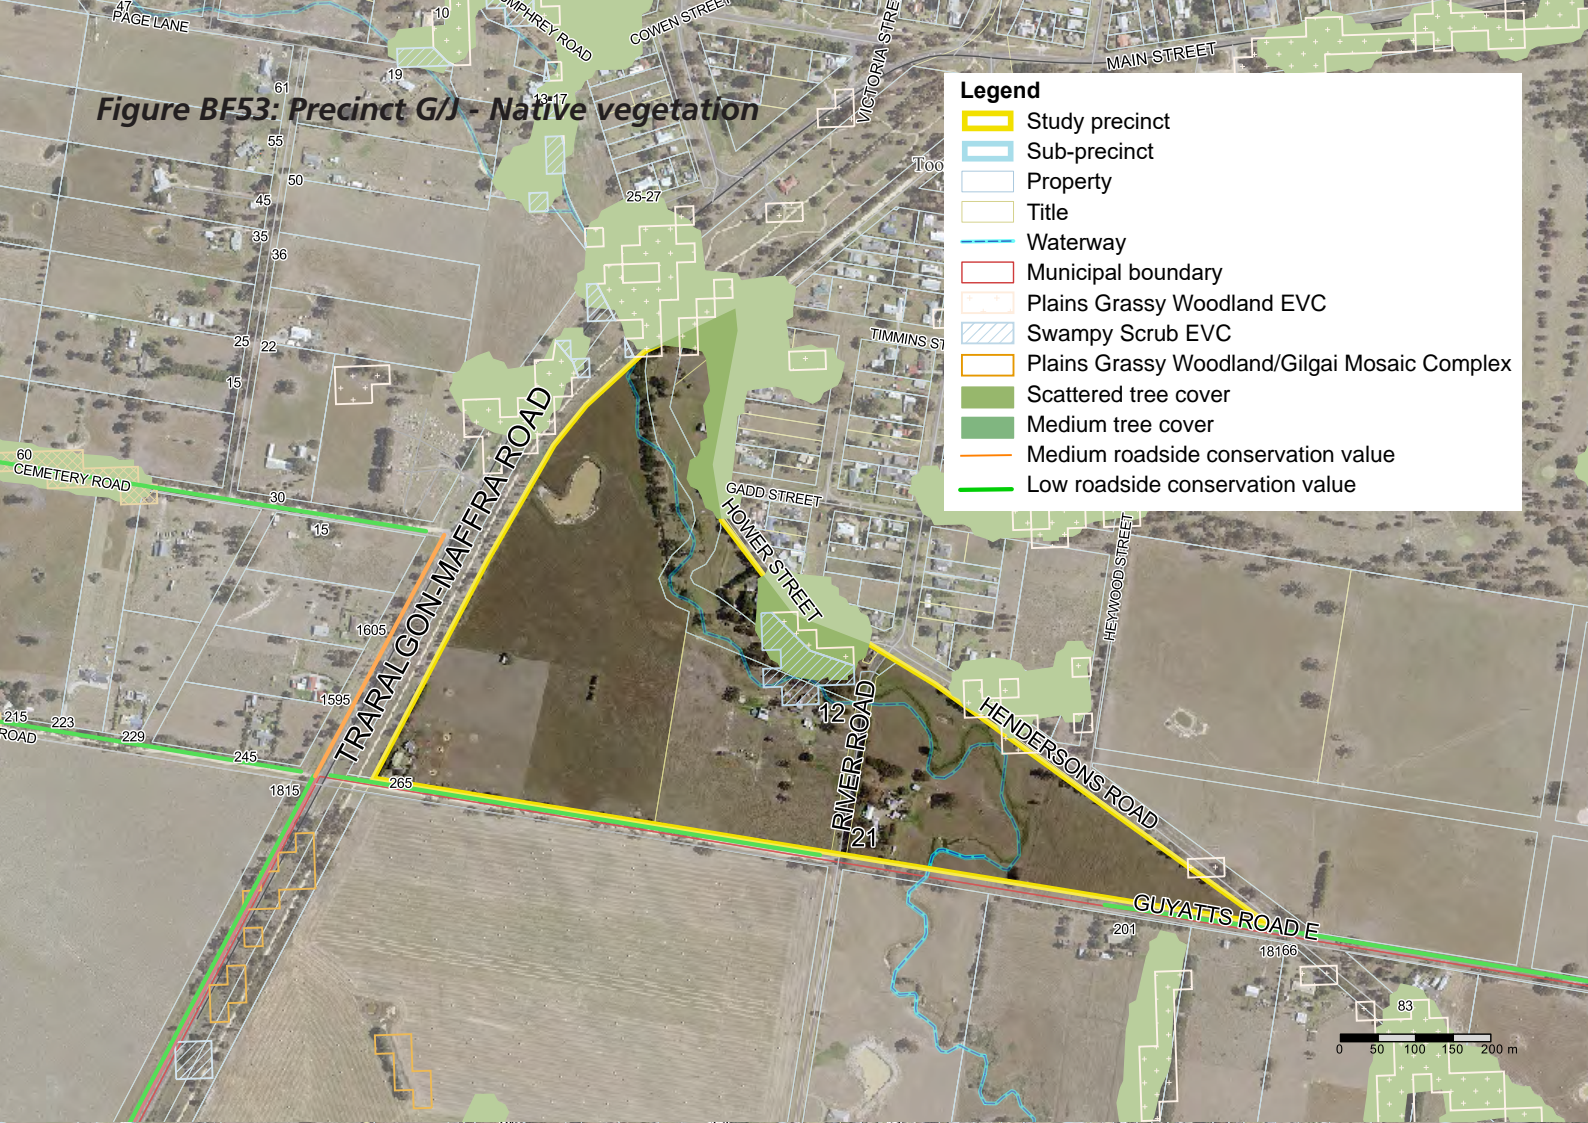 47
PAGE LANE
10
UMPHREY ROAD
COWEN STREET
VICTORIA STRE
MAIN STREET
19
61
13-17
Figure BF53: Precinct G/J - Native vegetation
55
50
45
35
36
25-27
Too
25
22
15
TIMMINS ST
Legend
Study precinct
Sub-precinct
Property
Title
Waterway
Municipal boundary
Plains Grassy Woodland EVC
Swampy Scrub EVC
Plains Grassy Woodland/Gilgai Mosaic Complex
Scattered tree cover
Medium tree cover
Medium roadside conservation value
Low roadside conservation value
60
CEMETERY ROAD
30
15
TRARALGON-MAFFRA ROAD
GADD STREET
HOWER STREET
HEYWOOD STREET
1605
1595
215
223
229
ROAD
245
1815
265
12
RIVER ROAD
21
HENDERSONS ROAD
GUYATTS ROAD E
201
18166
83
0 50 100 150 200 m